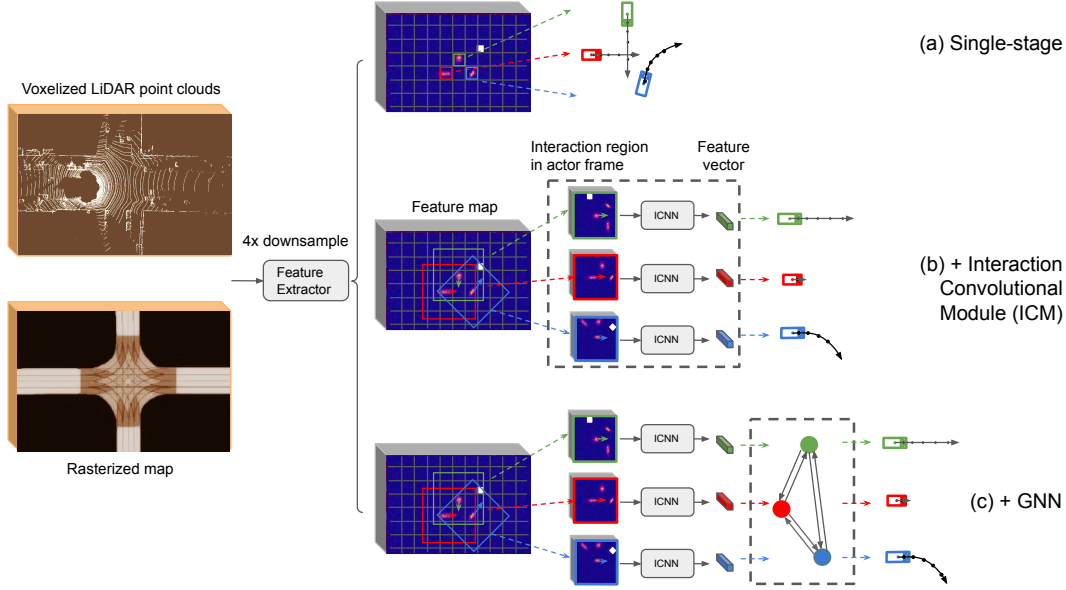 (a) Single-stage
Voxelized LiDAR point clouds
Interaction region
in actor frame
Feature
vector
Feature map
ICNN
4x downsample
Feature
Extractor
ICNN
(b) + Interaction
Convolutional
Module (ICM)
ICNN
Rasterized map
ICNN
ICNN
(c) + GNN
ICNN